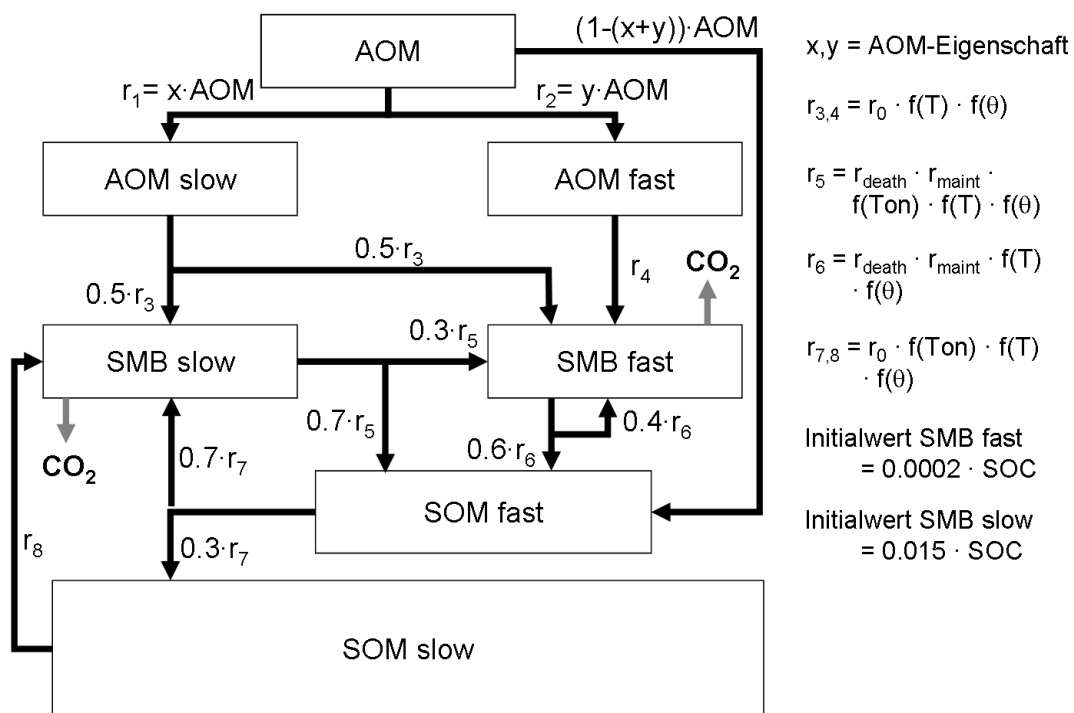 (1-(x+y))·AOM
AOM
r1= x·AOM
r2= y·AOM
AOM slow
AOM fast
0.5·r3
r4
CO2
0.5·r3
0.3·r5
SMB slow
SMB fast
0.7·r5
0.4·r6
0.6·r6
CO2
0.7·r7
SOM fast
r8
0.3·r7
SOM slow
x,y = AOM-Eigenschaft
r3,4 = r0 · f(T) · f(θ)
r5 = rdeath · rmaint ·
f(Ton) · f(T) · f(θ)
r6 = rdeath · rmaint · f(T)
· f(θ)
r7,8 = r0 · f(Ton) · f(T)
· f(θ)
Initialwert SMB fast
= 0.0002 · SOC
Initialwert SMB slow
= 0.015 · SOC